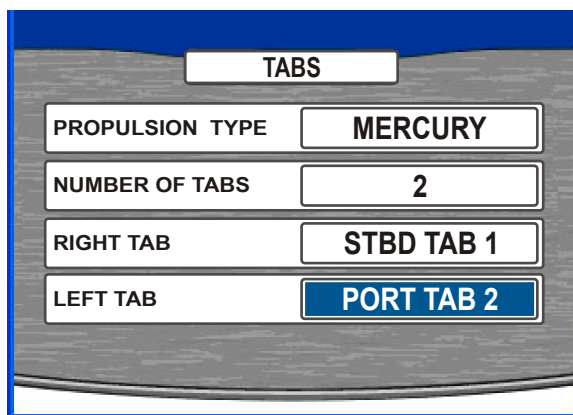 TABS
PROPULSION TYPE MERCURY
NUMBER OF TABS 2
RIGHT TAB STBD TAB 1
LEFT TAB PORT TAB 2